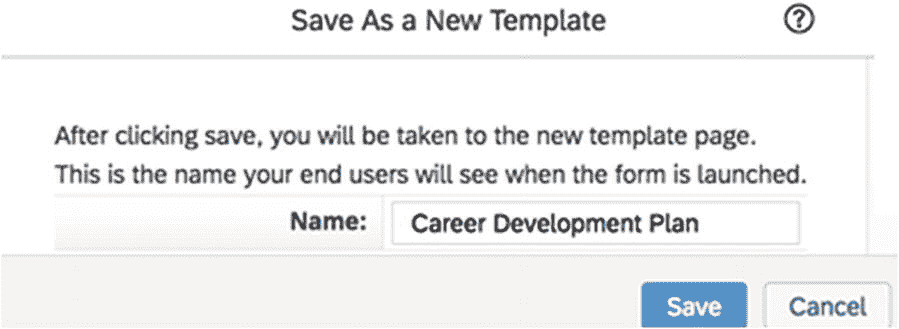 Save As a New Template
After clicking save, you will be taken to the new template page.
This is the name your end users will see when the form is launched.
Name: Career Development Plan
Save Cancel